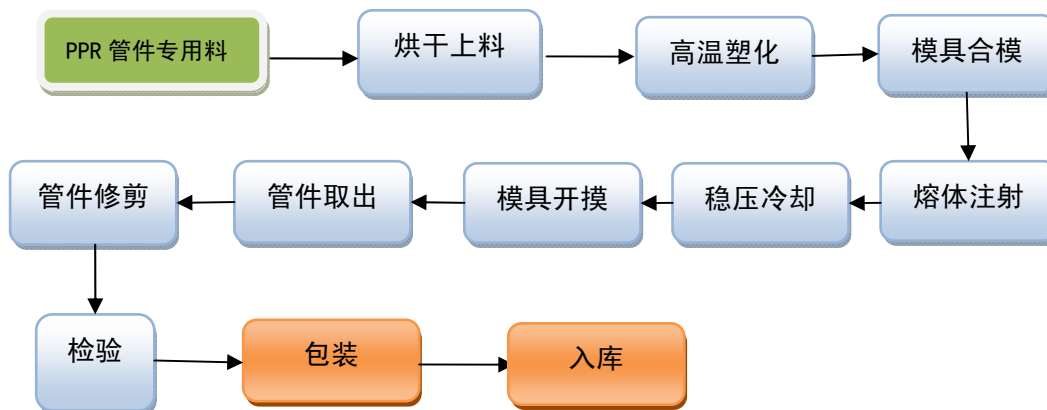 PPR 管件专用料
烘干上料
高温塑化
模具合模
熔体注射
稳压冷却
模具开摸
管件取出
管件修剪
检验
包装
入库